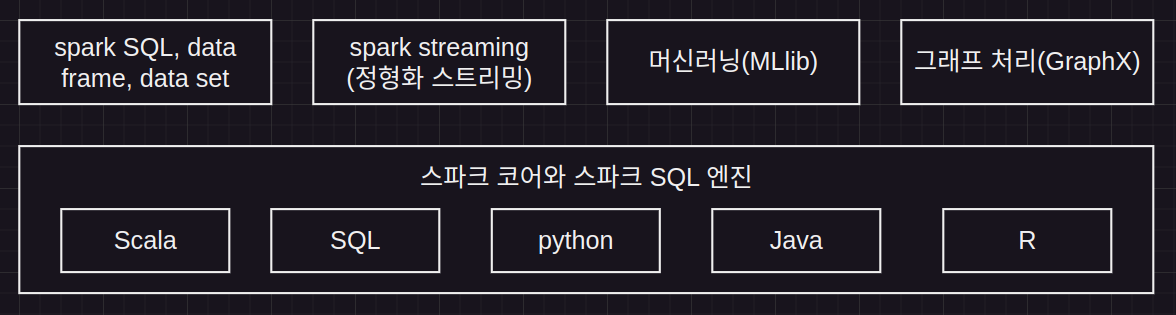 spark SQL, data
frame, data set
spark streaming
(정형화 스트리밍)
머신러닝(MLlib)
그래프 처리(GraphX)
스파크 코어와 스파크 SQL 엔진
Scala
SQL
python
Java
R